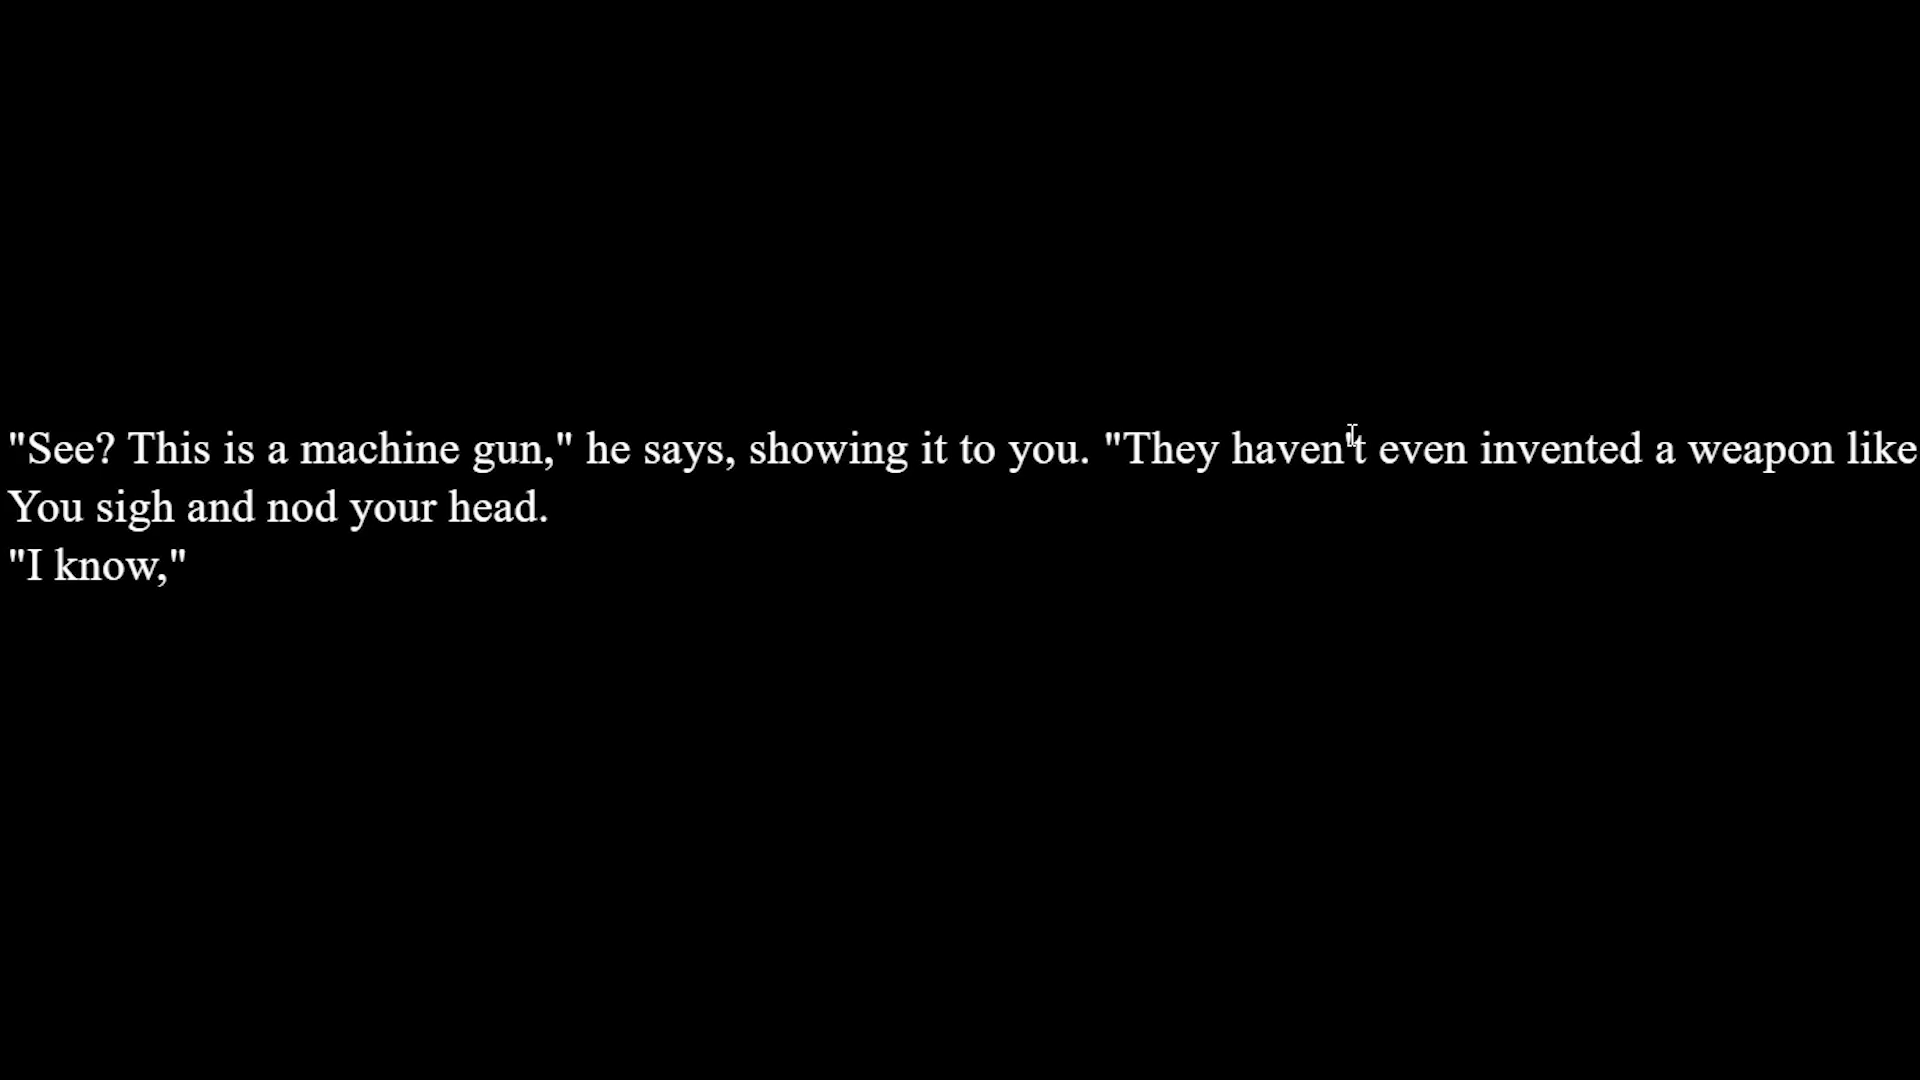 "See? This is a machine gun," he says, showing it to you. "They haven't even invented a weapon like
You sigh and nod your head.
"I know,"